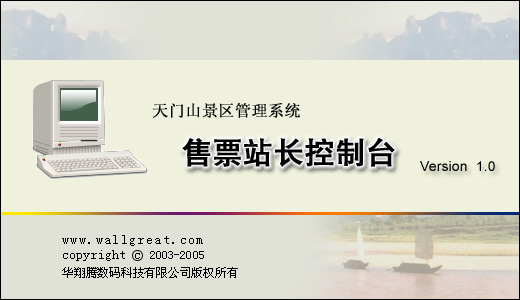 天门山景区管理系统
售票站长控制台 Version 1.0
www.wallgreat.com
copyright © 2003-2005
华翔腾数码科技有限公司版权所有